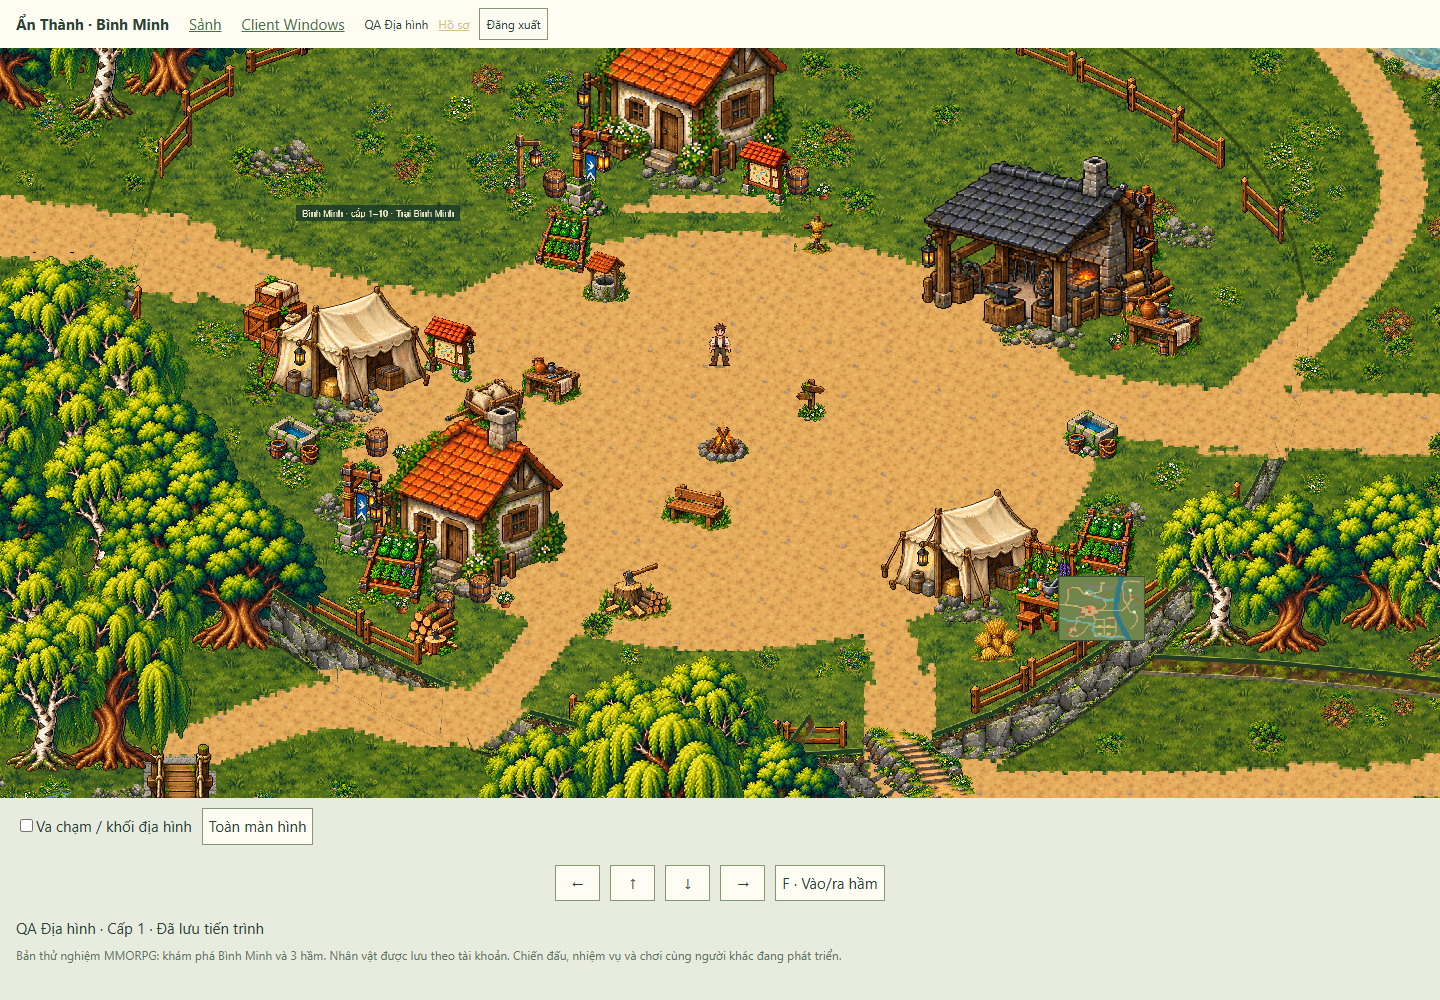 Ẩn Thành · Bình Minh Sảnh Client Windows QA Địa hình Hồ sơ Đăng xuất
Bình Minh · cấp 1–10 · Trại Bình Minh
Va chạm / khối địa hình Toàn màn hình
← ↑ ↓ → F · Vào/ra hầm
QA Địa hình · Cấp 1 · Đã lưu tiến trình
Bản thử nghiệm MMORPG: khám phá Bình Minh và 3 hầm. Nhân vật được lưu theo tài khoản. Chiến đấu, nhiệm vụ và chơi cùng người khác đang phát triển.